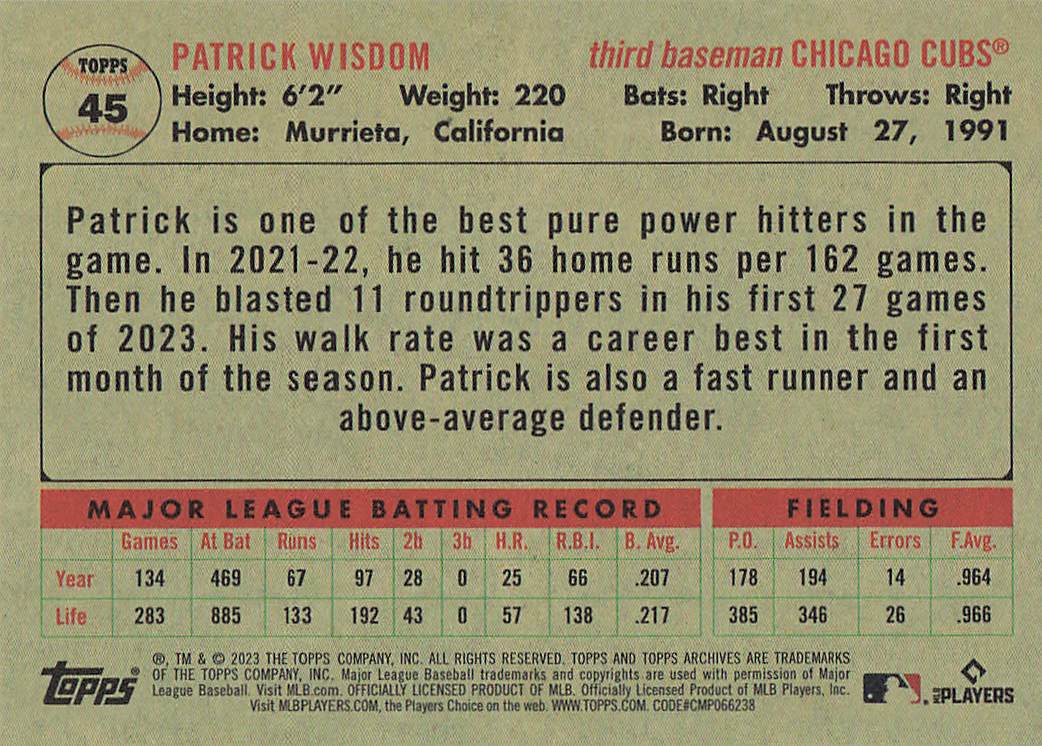 TOPPS
45
PATRICK WISDOM third baseman CHICAGO CUBS®
Height: 6'2" Weight: 220 Bats: Right Throws: Right
Home: Murrieta, California Born: August 27, 1991
Patrick is one of the best pure power hitters in the
game. In 2021-22, he hit 36 home runs per 162 games.
Then he blasted 11 roundtrippers in his first 27 games
of 2023. His walk rate was a career best in the first
month of the season. Patrick is also a fast runner and an
above-average defender.
MAJOR LEAGUE BATTING RECORD FIELDING
Games At Bat Runs Hits 2b 3b H.R. R.B.I. B. Avg. P.O. Assists Errors F.Avg.
Year 134 469 67 97 28 0 25 66 .207 178 194 14 .964
Life 283 885 133 192 43 0 57 138 .217 385 346 26 .966
Topps®
®, TM & © 2023 THE TOPPS COMPANY, INC. ALL RIGHTS RESERVED. TOPPS AND TOPPS ARCHIVES ARE TRADEMARKS
OF THE TOPPS COMPANY, INC. Major League Baseball trademarks and copyrights are used with permission of Major
League Baseball. Visit MLB.com. OFFICIALLY LICENSED PRODUCT OF MLB. Officially Licensed Product of MLB Players, Inc.
Visit MLBPLAYERS.COM, the Players Choice on the web. WWW.TOPPS.COM. CODE#CMP066238
MLB PLAYERS